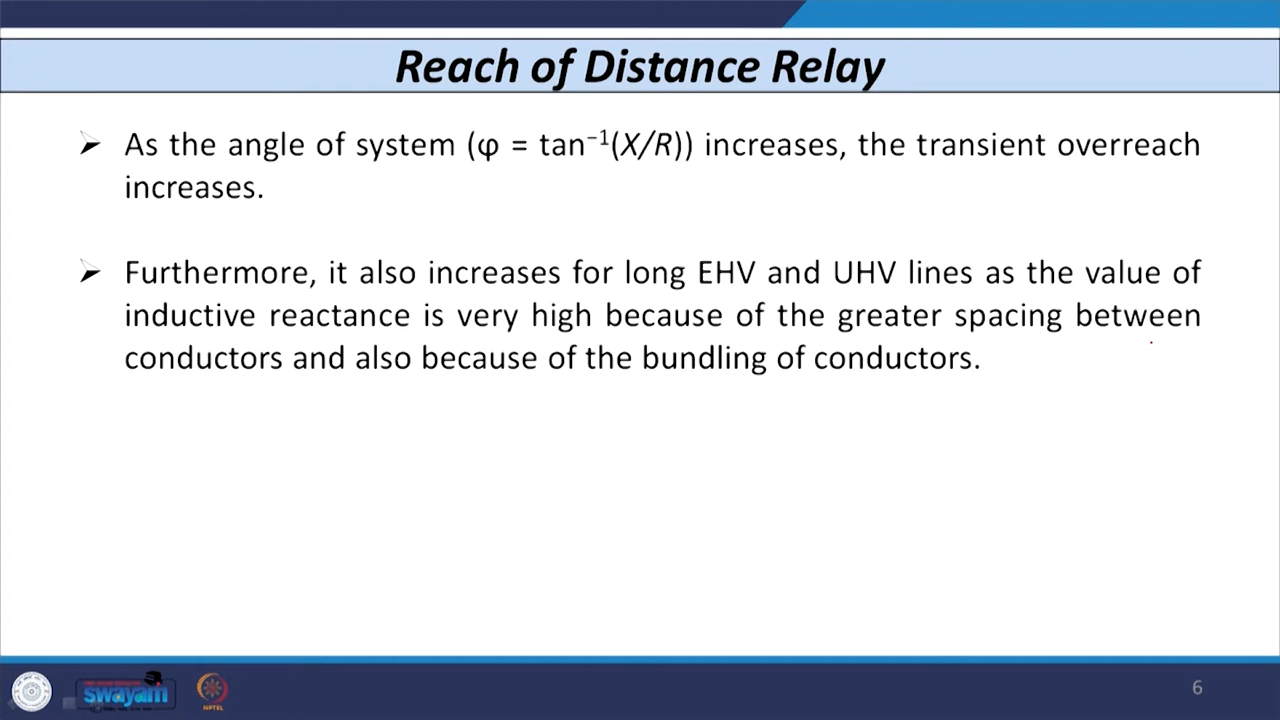 Reach of Distance Relay
➢ As the angle of system (φ = tan⁻¹(X/R)) increases, the transient overreach
increases.
➢ Furthermore, it also increases for long EHV and UHV lines as the value of
inductive reactance is very high because of the greater spacing between
conductors and also because of the bundling of conductors.
swayam
NPTEL
6